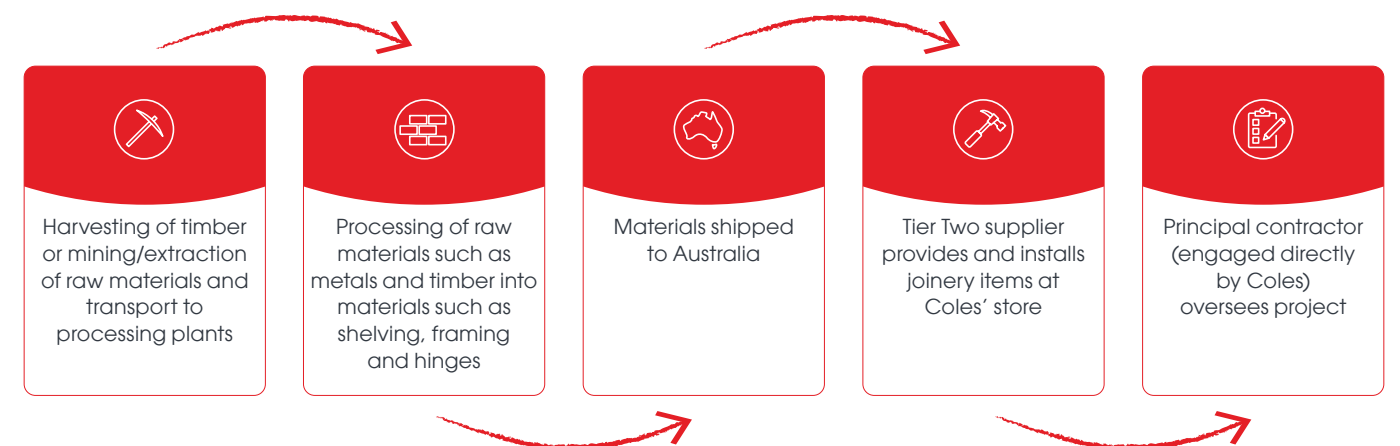 Harvesting of timber
or mining/extraction
of raw materials and
transport to
processing plants
Processing of raw
materials such as
metals and timber into
materials such as
shelving, framing
and hinges
Materials shipped
to Australia
Tier Two supplier
provides and installs
joinery items at
Coles’ store
Principal contractor
(engaged directly
by Coles)
oversees project